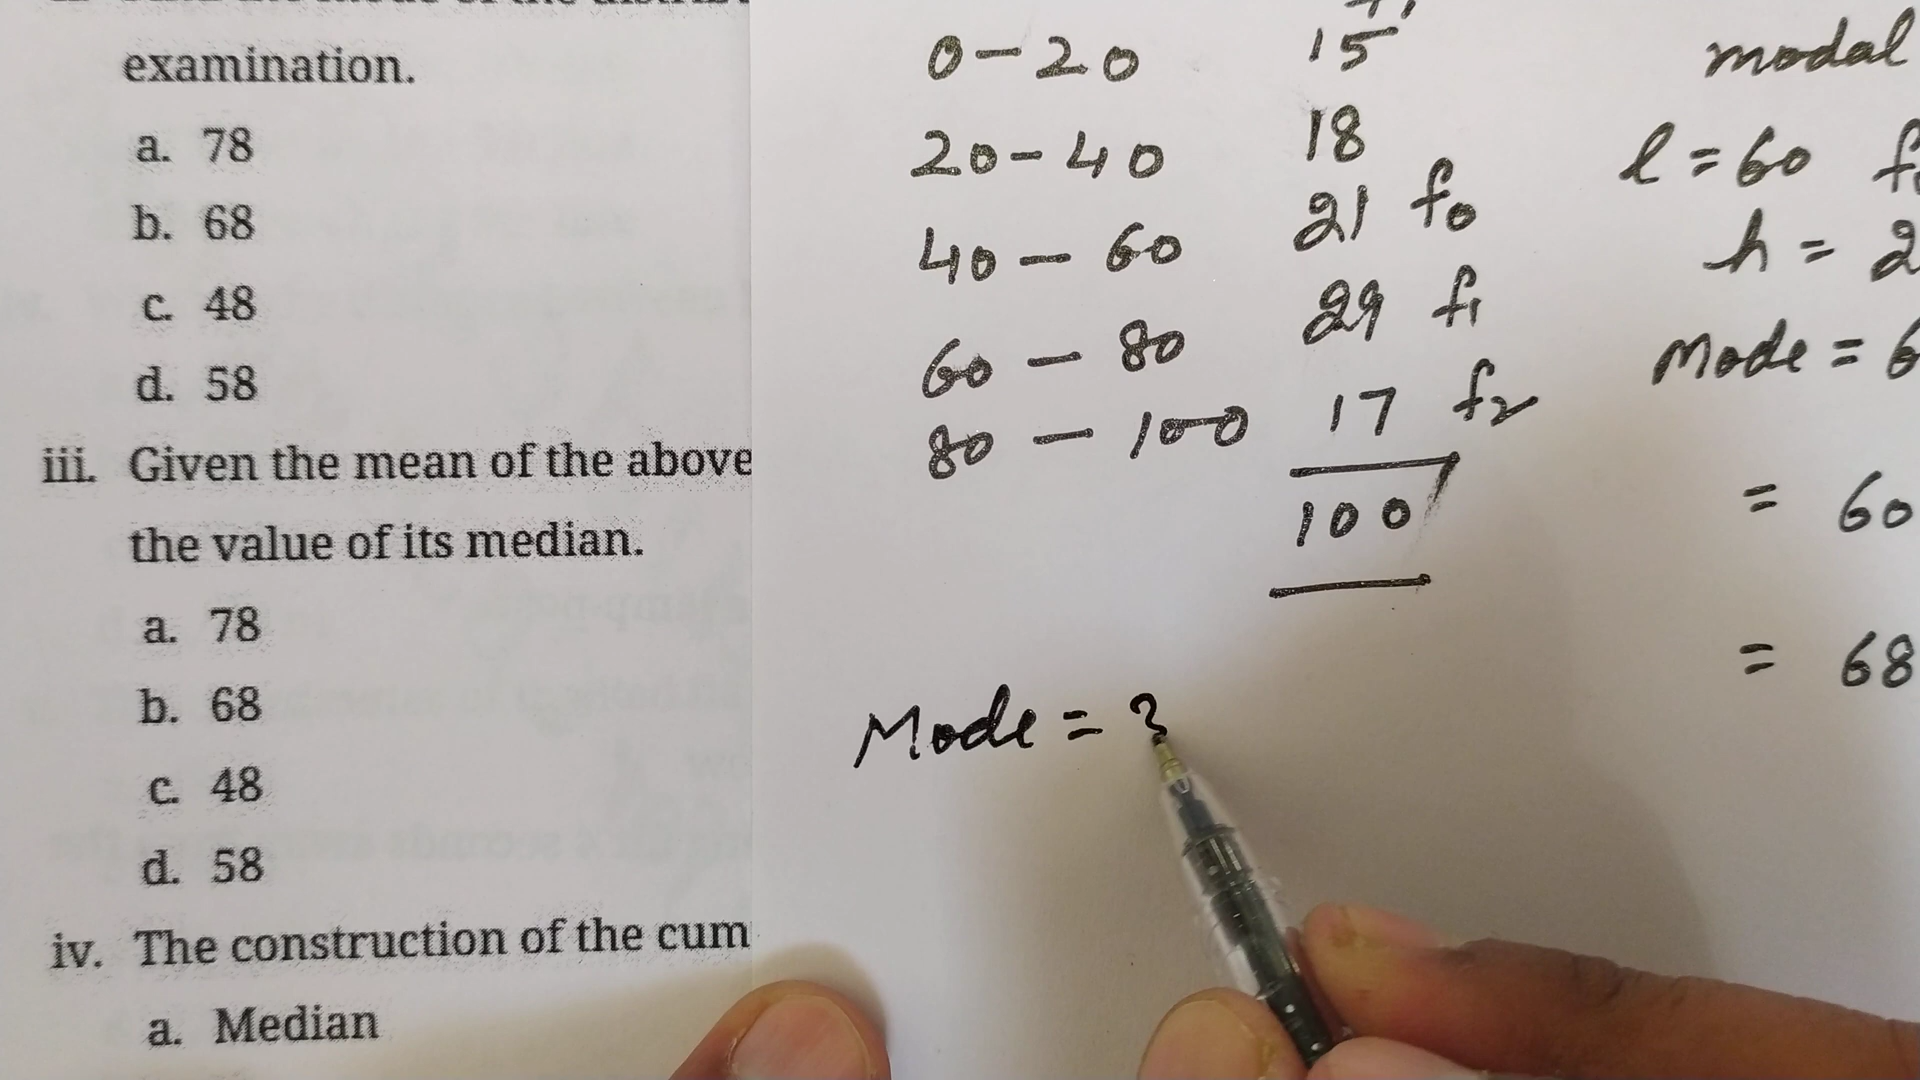 examination.
a. 78
b. 68
c. 48
d. 58
iii. Given the mean of the above
the value of its median.
a. 78
b. 68
c. 48
d. 58
iv. The construction of the cum
a. Median
0-20 15
20-40 18
40-60 21 f0
60-80 29 f1
80-100 17 f2
100
Mode = 3
modal
l = 60
h = 2
Mode = 6
= 60
= 68